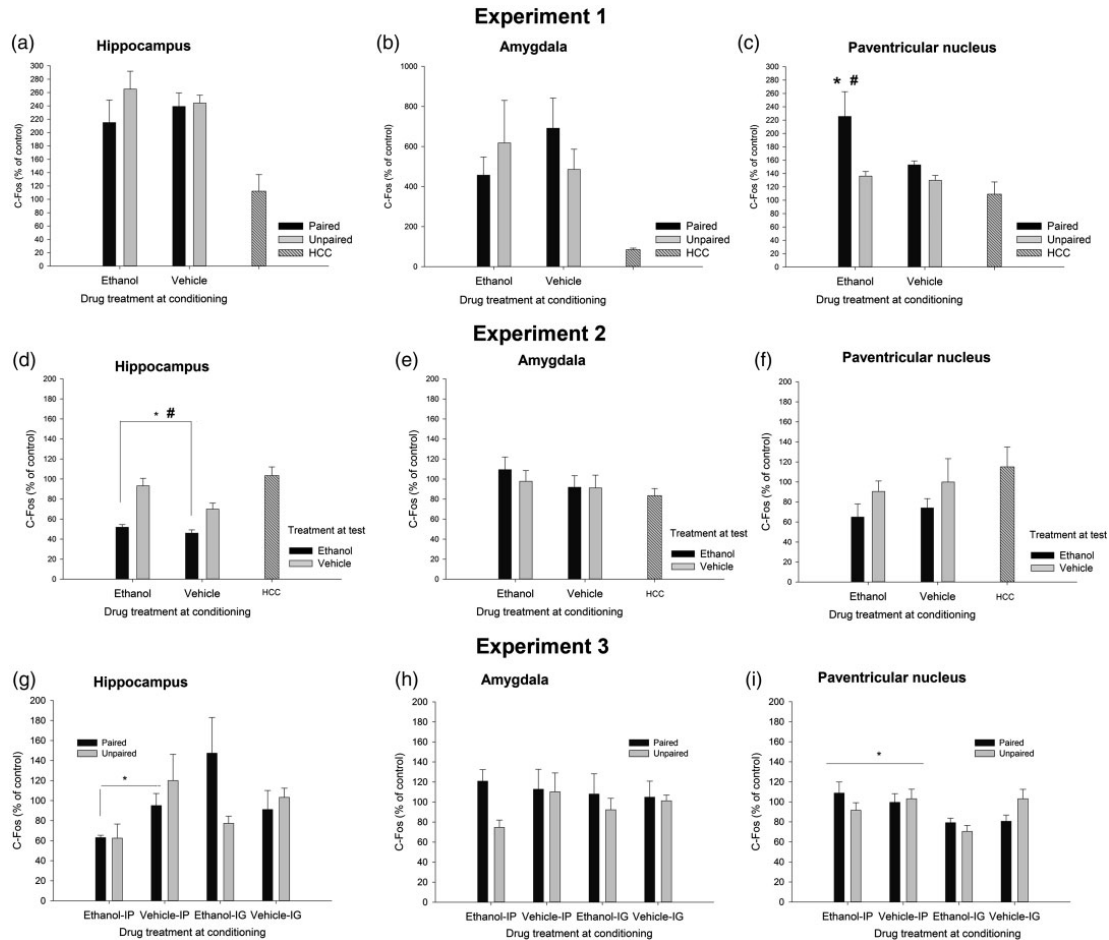 Experiment 1
(a)
Hippocampus
C-Fos (% of control)
300
280
260
240
220
200
180
160
140
120
100
80
60
40
20
0
Paired
Unpaired
HCC
Ethanol Vehicle
Drug treatment at conditioning
(b)
Amygdala
C-Fos (% of control)
1000
800
600
400
200
0
Paired
Unpaired
HCC
Ethanol Vehicle
Drug treatment at conditioning
(c)
Paventricular nucleus
C-Fos (% of control)
300
280
260
240
220
200
180
160
140
120
100
80
60
40
20
0
* #
Paired
Unpaired
HCC
Ethanol Vehicle
Drug treatment at conditioning
Experiment 2
(d)
Hippocampus
C-Fos (% of control)
200
180
160
140
120
100
80
60
40
20
0
* #
Treatment at test
Ethanol
Vehicle
Ethanol Vehicle HCC
Drug treatment at conditioning
(e)
Amygdala
C-Fos (% of control)
200
180
160
140
120
100
80
60
40
20
0
Treatment at test
Ethanol
Vehicle
Ethanol Vehicle HCC
Drug treatment at conditioning
(f)
Paventricular nucleus
C-Fos (% of control)
200
180
160
140
120
100
80
60
40
20
0
Treatment at test
Ethanol
Vehicle
Ethanol Vehicle HCC
Drug treatment at conditioning
Experiment 3
(g)
Hippocampus
C-Fos (% of control)
200
180
160
140
120
100
80
60
40
20
0
Paired
Unpaired
*
Ethanol-IP Vehicle-IP Ethanol-IG Vehicle-IG
Drug treatment at conditioning
(h)
Amygdala
C-Fos (% of control)
200
180
160
140
120
100
80
60
40
20
0
Paired
Unpaired
Ethanol-IP Vehicle-IP Ethanol-IG Vehicle-IG
Drug treatment at conditioning
(i)
Paventricular nucleus
C-Fos (% of control)
200
180
160
140
120
100
80
60
40
20
0
Paired
Unpaired
*
Ethanol-IP Vehicle-IP Ethanol-IG Vehicle-IG
Drug treatment at conditioning